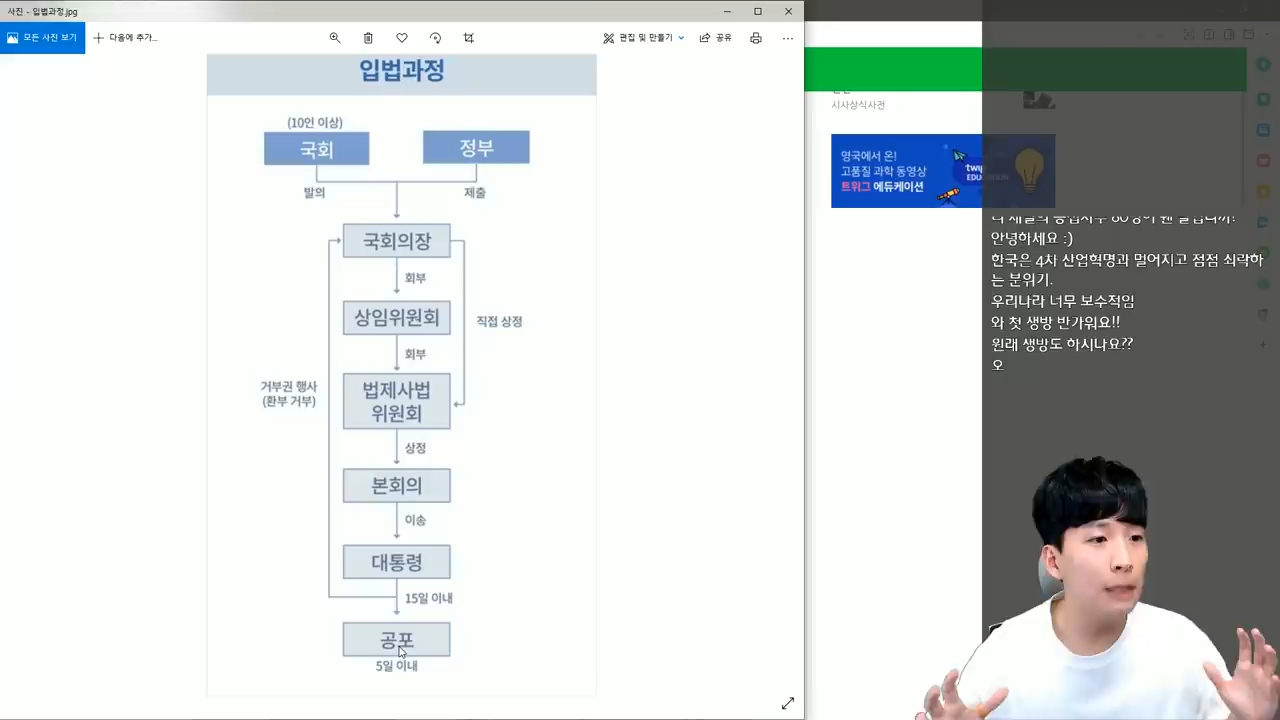 사진 - 입법과정.jpg
모든 사진 보기
다음에 추가...
편집 및 만들기
공유
입법과정
(10인 이상)
국회
정부
발의
제출
국회의장
회부
상임위원회
직접 상정
회부
거부권 행사
(환부 거부)
법제사법
위원회
상정
본회의
이송
대통령
15일 이내
공포
5일 이내
시사상식사전
영국에서 온!
고품질 과학 동영상
트위그 에듀케이션
안녕하세요 :)
한국은 4차 산업혁명과 멀어지고 점점 쇠락하
는 분위기.
우리나라 너무 보수적임
와 첫 생방 반가워요!!
원래 생방도 하시나요??
오